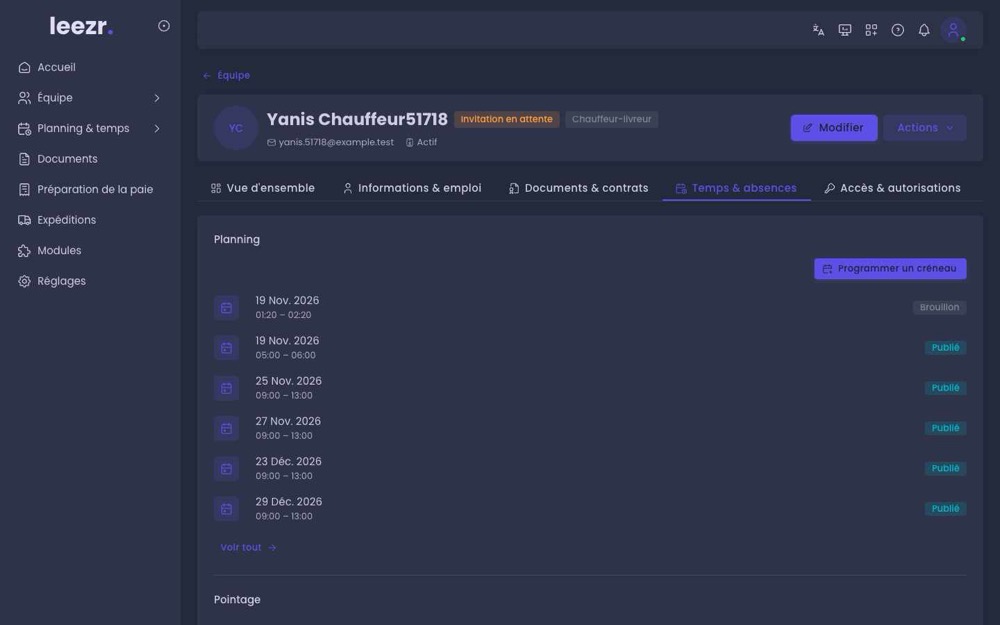 leezr.
Accueil
Équipe
Planning & temps
Documents
Préparation de la paie
Expéditions
Modules
Réglages
← Équipe
YC
Yanis Chauffeur51718
Invitation en attente
Chauffeur-livreur
yanis.51718@example.test
Actif
Modifier
Actions
Vue d'ensemble
Informations & emploi
Documents & contrats
Temps & absences
Accès & autorisations
Planning
Programmer un créneau
19 Nov. 2026
01:20 – 02:20
Brouillon
19 Nov. 2026
05:00 – 06:00
Publié
25 Nov. 2026
09:00 – 13:00
Publié
27 Nov. 2026
09:00 – 13:00
Publié
23 Déc. 2026
09:00 – 13:00
Publié
29 Déc. 2026
09:00 – 13:00
Publié
Voir tout →
Pointage